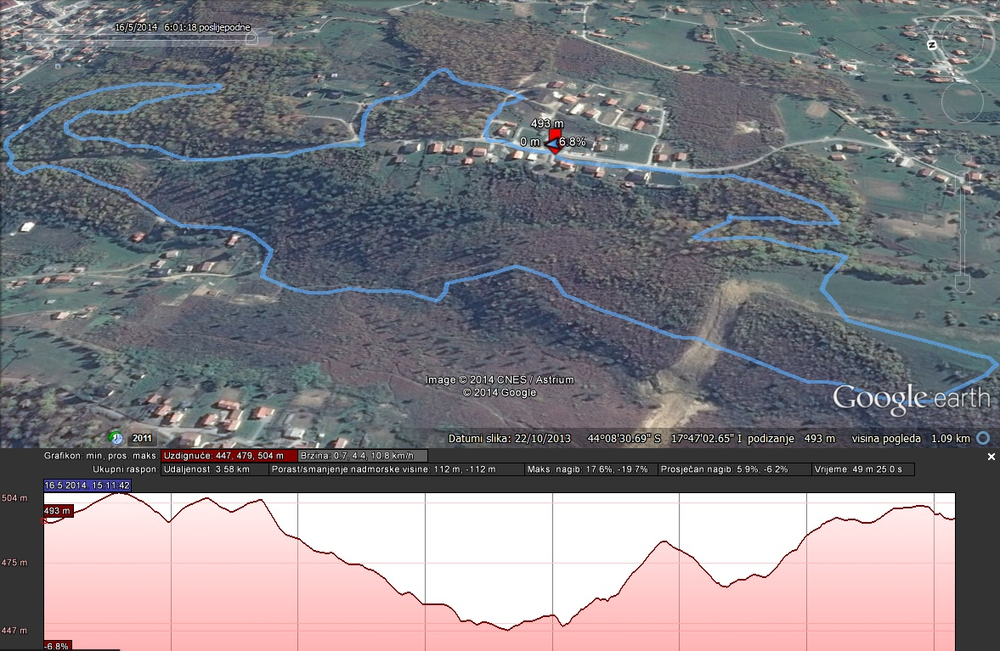 16/5/2014 6:01:18 poslijepodne
N
493 m
0 m
6.8%
Image © 2014 CNES / Astrium
© 2014 Google
Google earth
2011
Datumi slika: 22/10/2013 44°08'30.69" S 17°47'02.65" I podizanje 493 m visina pogleda 1.09 km
Grafikon: min, pros. maks Uzdignuće: 447, 479, 504 m Brzina: 0.7, 4.4, 10.8 km/h
Ukupni raspon Udaljenost: 3.58 km Porast/smanjenje nadmorske visine: 112 m, -112 m Maks. nagib: 17.6%, -19.7% Prosječan nagib: 5.9%, -6.2% Vrijeme: 49 m 25.0 s
16.5.2014. 15:11:42
504 m
493 m
475 m
447 m
-6.8%